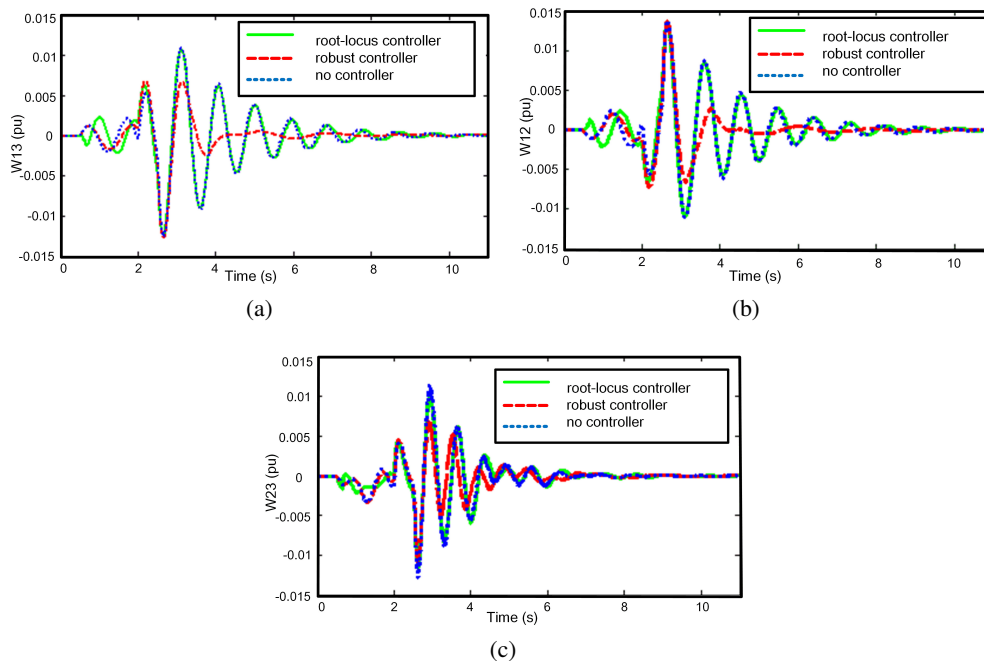 0.015
0.01
0.005
0
-0.005
-0.01
-0.015
W13 (pu)
root-locus controller
robust controller
no controller
0 2 4 6 8 10
Time (s)
(a)
0.015
0.01
0.005
0
-0.005
-0.01
-0.015
W12 (pu)
root-locus controller
robust controller
no controller
0 2 4 6 8 10
Time (s)
(b)
0.015
0.01
0.005
0
-0.005
-0.01
-0.015
W23 (pu)
root-locus controller
robust controller
no controller
0 2 4 6 8 10
Time (s)
(c)